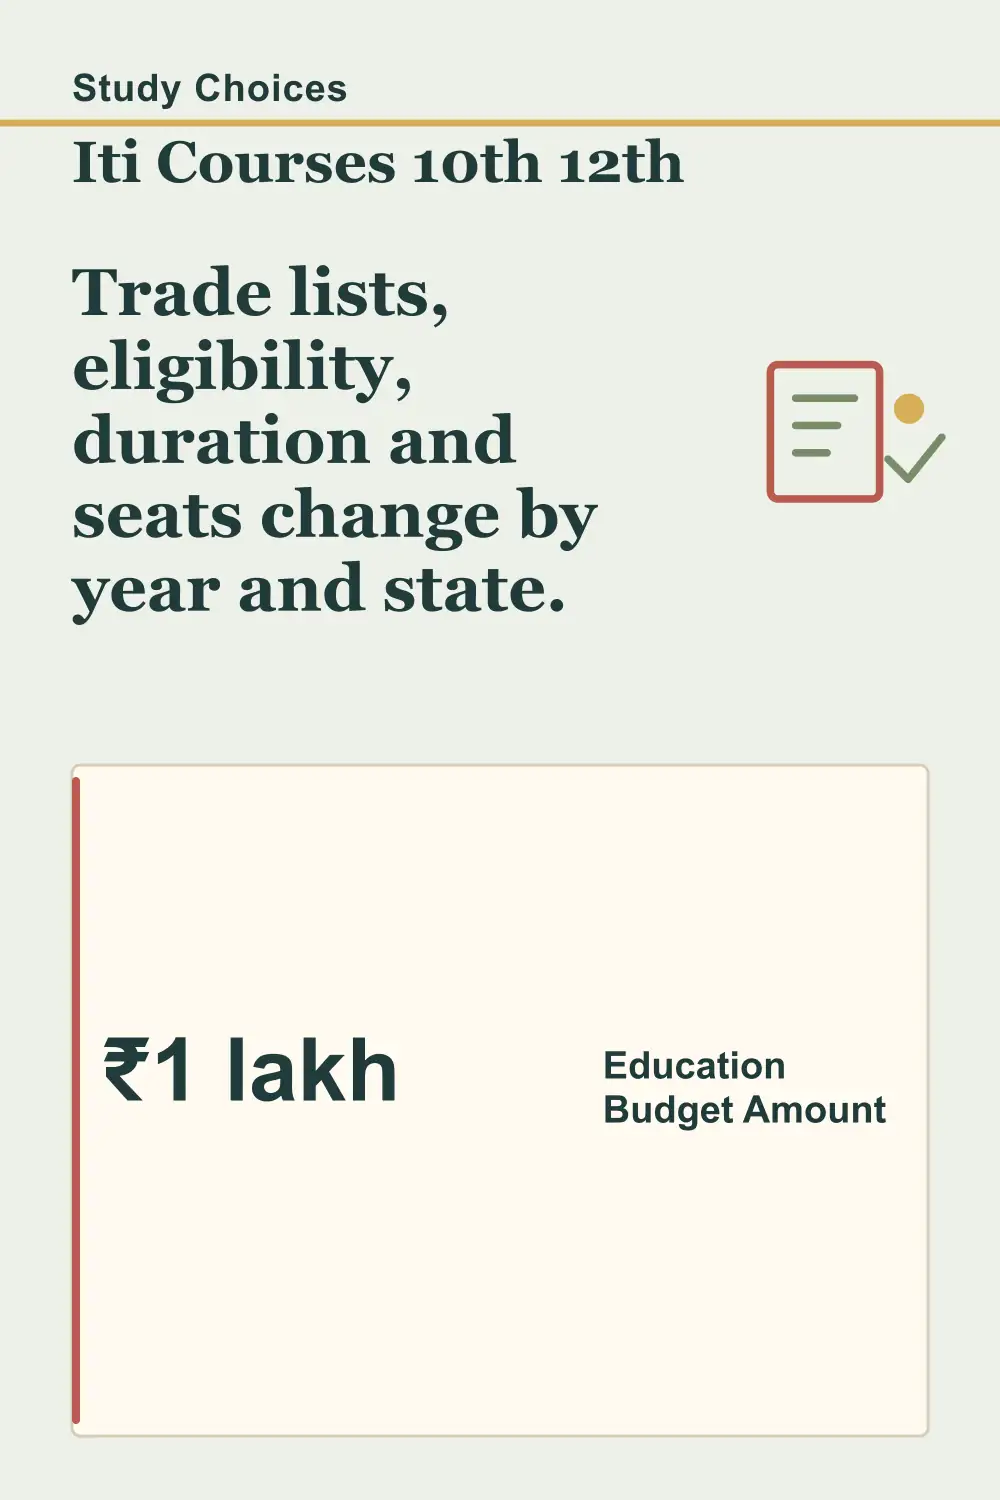 Study Choices
Iti Courses 10th 12th
Trade lists,
eligibility,
duration and
seats change by
year and state.
₹1 lakh
Education
Budget Amount